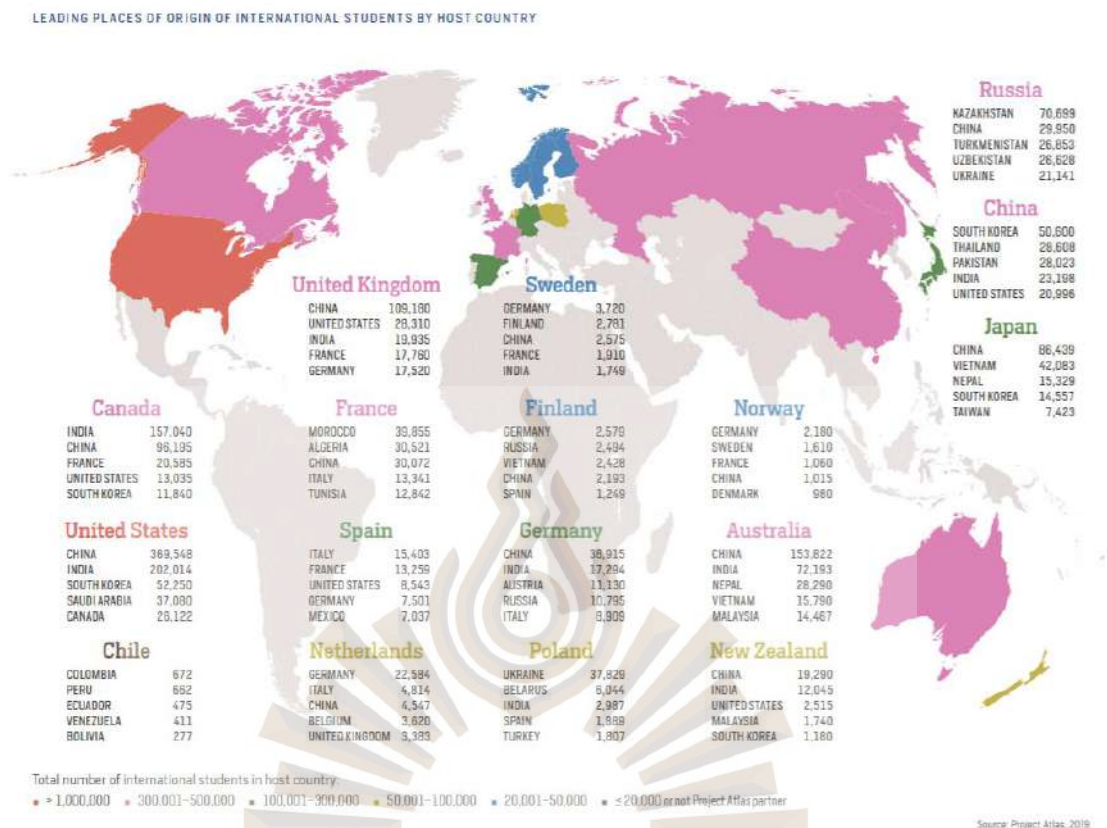 LEADING PLACES OF ORIGIN OF INTERNATIONAL STUDENTS BY HOST COUNTRY
Russia
KAZAKHSTAN 70,699
CHINA 29,950
TURKMENISTAN 26,853
UZBEKISTAN 26,628
UKRAINE 21,141
China
SOUTH KOREA 50,600
THAILAND 28,608
PAKISTAN 28,023
INDIA 23,198
UNITED STATES 20,996
Japan
CHINA 86,439
VIETNAM 42,083
NEPAL 15,329
SOUTH KOREA 14,557
TAIWAN 7,423
United Kingdom
CHINA 109,180
UNITED STATES 28,310
INDIA 19,935
FRANCE 17,760
GERMANY 17,520
Sweden
GERMANY 3,720
FINLAND 2,781
CHINA 2,575
FRANCE 1,910
INDIA 1,749
Canada
INDIA 157,040
CHINA 96,195
FRANCE 20,585
UNITED STATES 13,035
SOUTH KOREA 11,840
France
MOROCCO 39,855
ALGERIA 30,521
CHINA 30,072
ITALY 13,341
TUNISIA 12,842
Finland
GERMANY 2,579
RUSSIA 2,494
VIETNAM 2,428
CHINA 2,193
SPAIN 1,249
Norway
GERMANY 2,180
SWEDEN 1,610
FRANCE 1,060
CHINA 1,015
DENMARK 980
United States
CHINA 369,548
INDIA 202,014
SOUTH KOREA 52,250
SAUDI ARABIA 37,080
CANADA 26,122
Spain
ITALY 15,403
FRANCE 13,259
UNITED STATES 8,543
GERMANY 7,501
MEXICO 7,037
Germany
CHINA 36,915
INDIA 17,294
AUSTRIA 11,130
RUSSIA 10,795
ITALY 8,909
Australia
CHINA 153,822
INDIA 72,193
NEPAL 28,290
VIETNAM 15,790
MALAYSIA 14,467
Chile
COLOMBIA 672
PERU 662
ECUADOR 475
VENEZUELA 411
BOLIVIA 277
Netherlands
GERMANY 22,584
ITALY 4,814
CHINA 4,547
BELGIUM 3,620
UNITED KINGDOM 3,383
Poland
UKRAINE 37,829
BELARUS 6,044
INDIA 2,987
SPAIN 1,889
TURKEY 1,807
New Zealand
CHINA 19,290
INDIA 12,045
UNITED STATES 2,515
MALAYSIA 1,740
SOUTH KOREA 1,180
Total number of international students in host country:
> 1,000,000 300,001–500,000 100,001–300,000 50,001–100,000 20,001–50,000 ≤20,000 or not Project Atlas partner
Source: Project Atlas, 2019